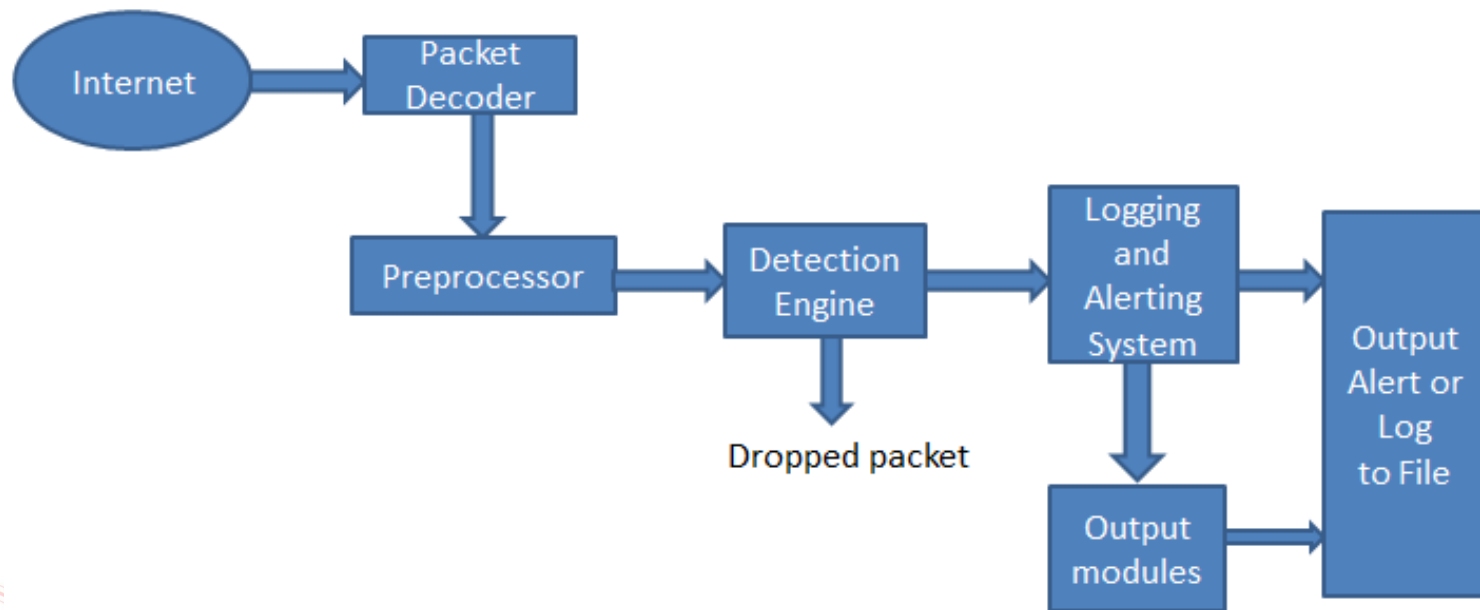 Internet
Packet
Decoder
Preprocessor
Detection
Engine
Dropped packet
Logging
and
Alerting
System
Output
modules
Output
Alert or
Log
to File